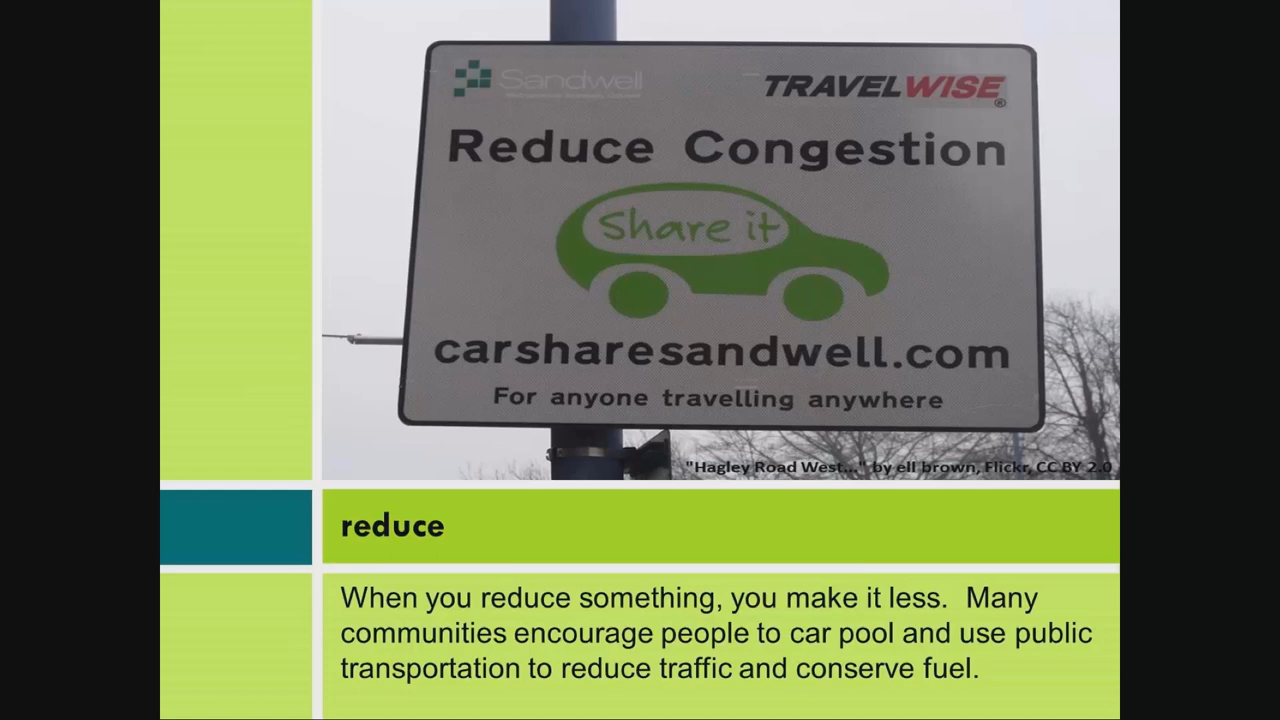 Sandwell
TRAVELWISE®
Reduce Congestion
Share it
carsharesandwell.com
For anyone travelling anywhere
"Hagley Road West..." by ell brown, Flickr, CC BY 2.0
reduce
When you reduce something, you make it less.  Many
communities encourage people to car pool and use public
transportation to reduce traffic and conserve fuel.